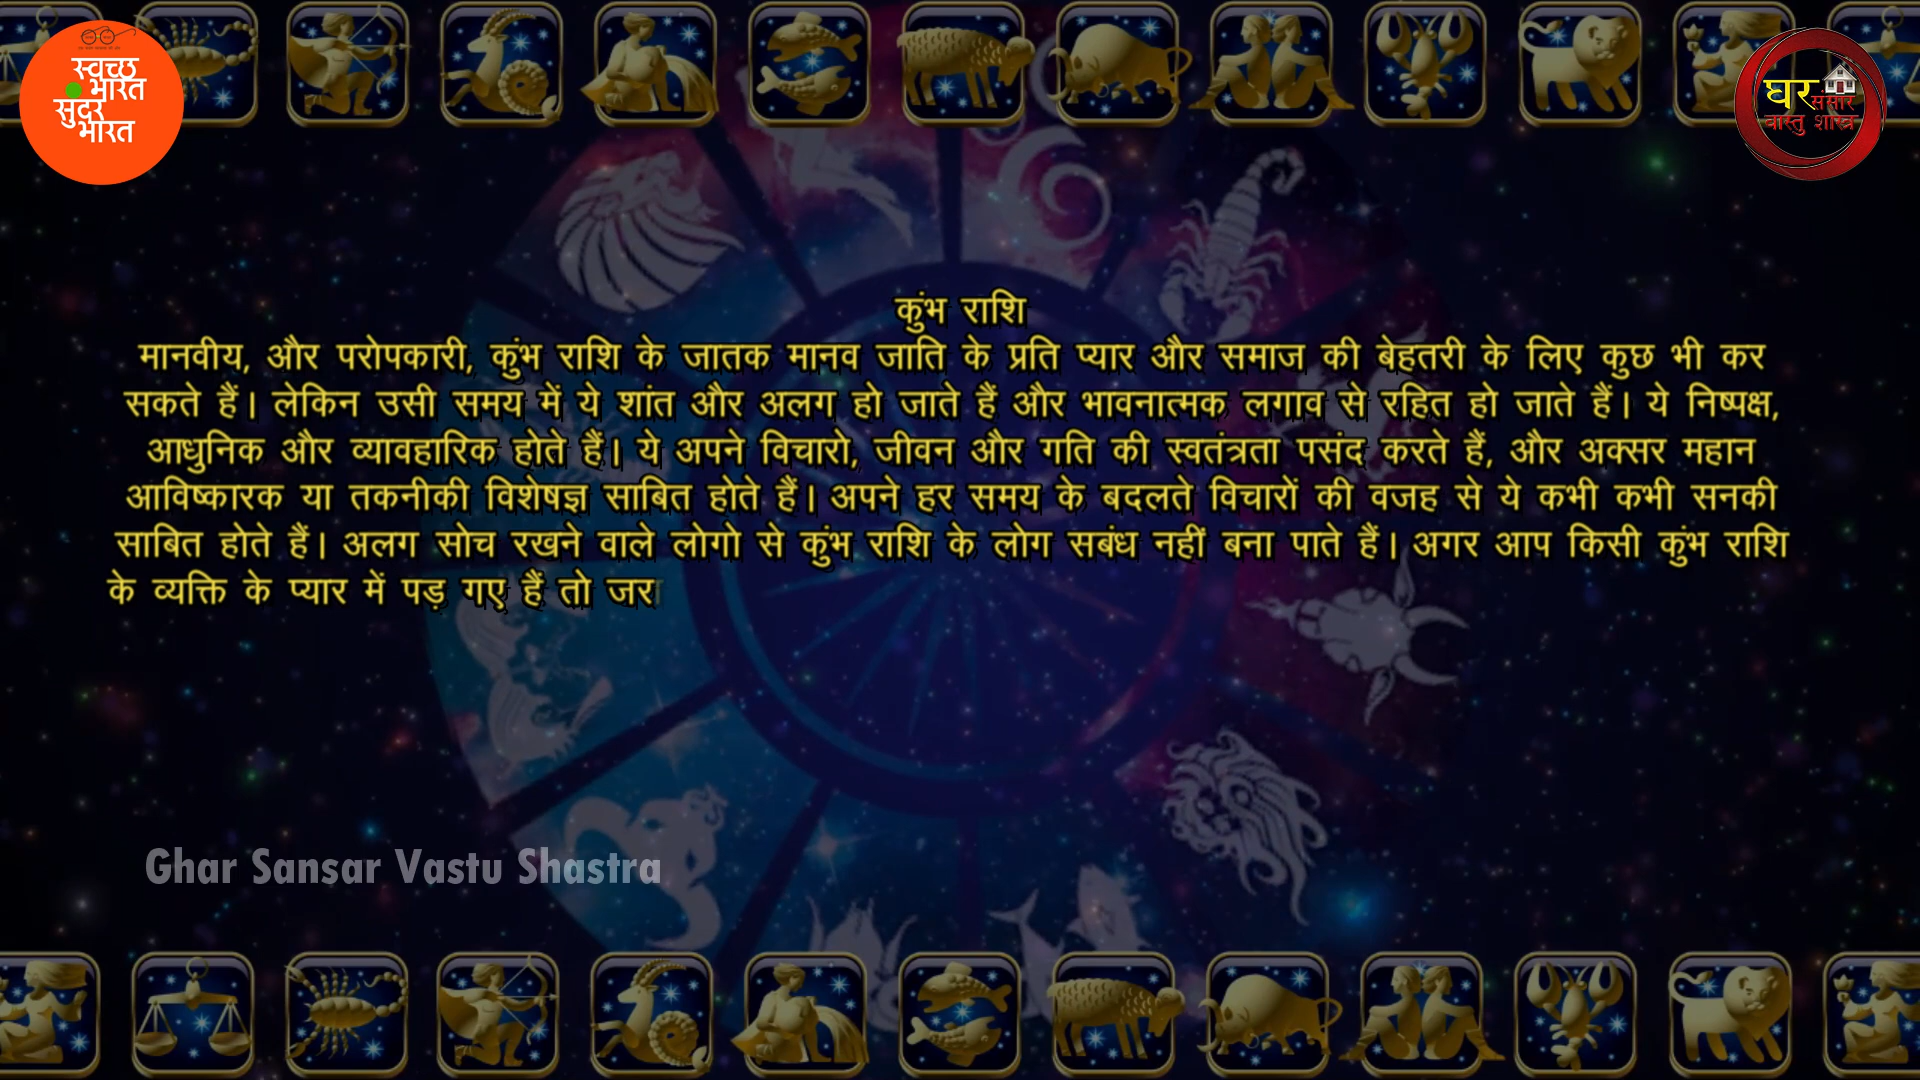 स्वच्छ
भारत
सुंदर
भारत
घर
संसार
वास्तु शास्त्र
कुंभ राशि
मानवीय, और परोपकारी, कुंभ राशि के जातक मानव जाति के प्रति प्यार और समाज की बेहतरी के लिए कुछ भी कर
सकते हैं। लेकिन उसी समय में ये शांत और अलग हो जाते हैं और भावनात्मक लगाव से रहित हो जाते हैं। ये निष्पक्ष,
आधुनिक और व्यावहारिक होते हैं। ये अपने विचारो, जीवन और गति की स्वतंत्रता पसंद करते हैं, और अक्सर महान
आविष्कारक या तकनीकी विशेषज्ञ साबित होते हैं। अपने हर समय के बदलते विचारों की वजह से ये कभी कभी सनकी
साबित होते हैं। अलग सोच रखने वाले लोगो से कुंभ राशि के लोग सबंध नहीं बना पाते हैं। अगर आप किसी कुंभ राशि
के व्यक्ति के प्यार में पड़ गए हैं तो जरा
Ghar Sansar Vastu Shastra